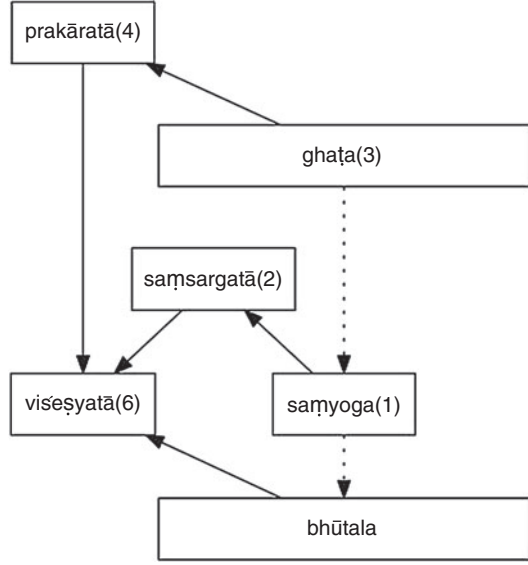 prakāratā(4)
ghaṭa(3)
saṃsargatā(2)
viśeṣyatā(6)
saṃyoga(1)
bhūtala